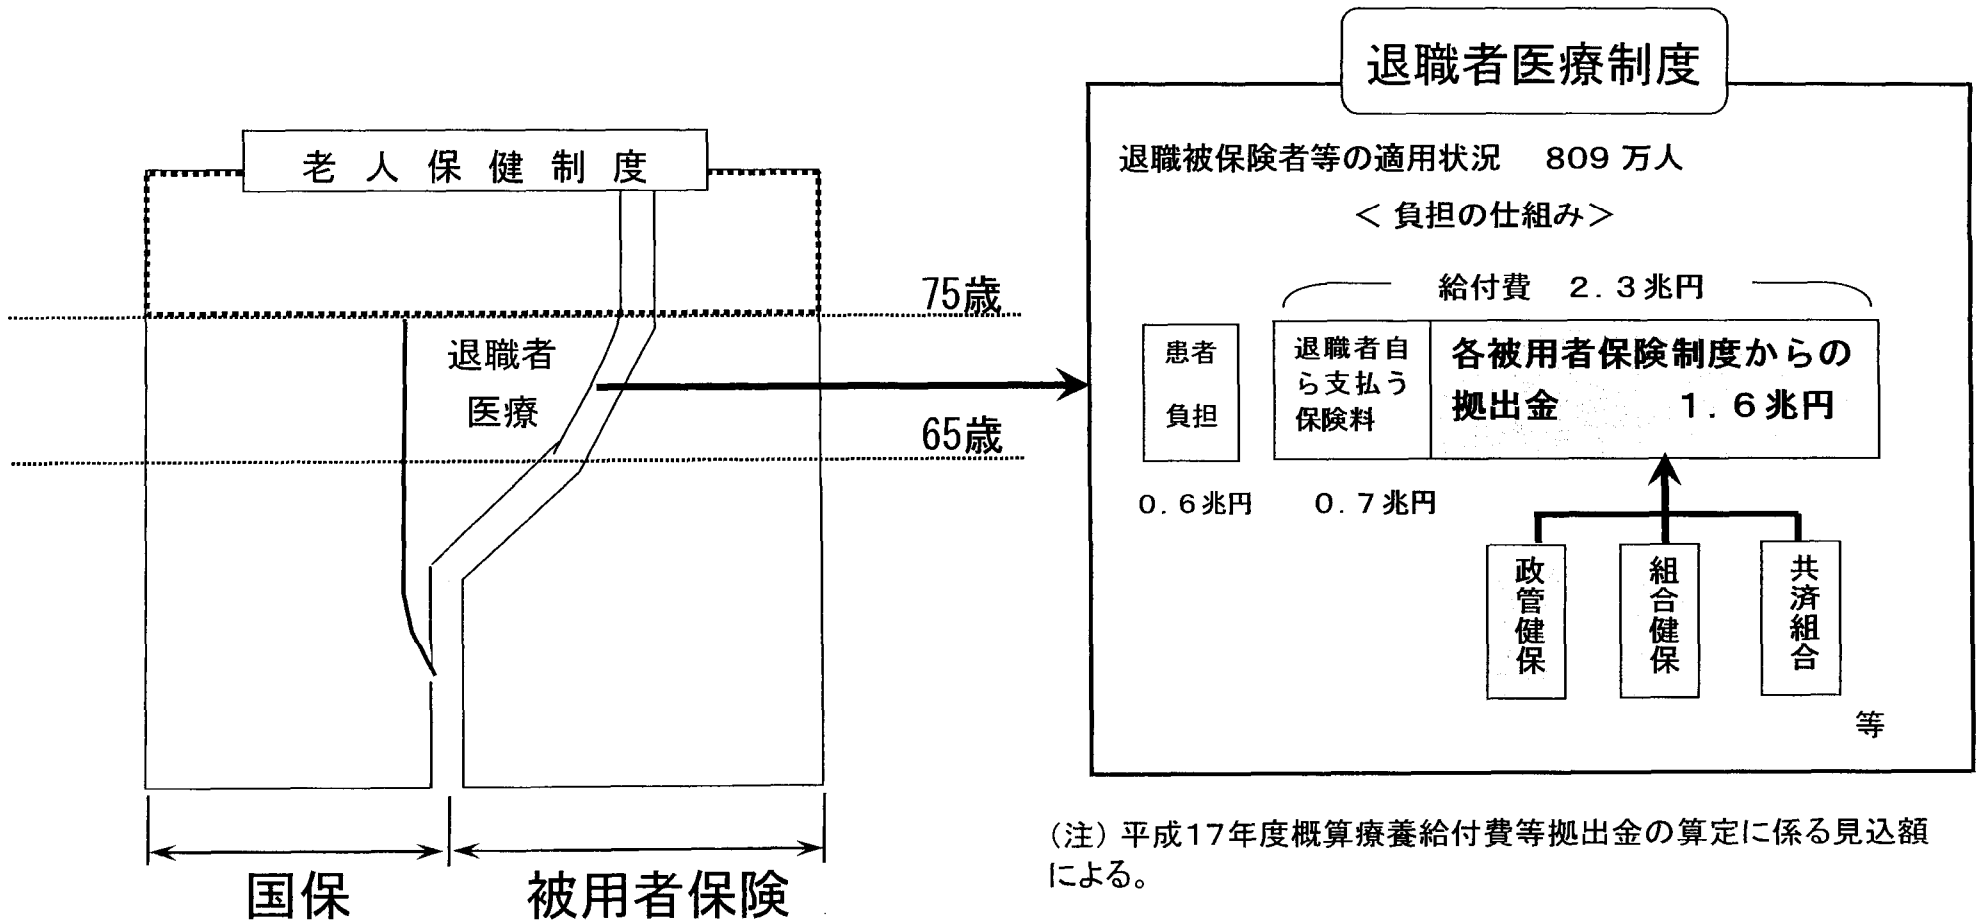 老人保健制度
75歳
退職者
医療
65歳
国保
被用者保険
退職者医療制度
退職被保険者等の適用状況 809万人
＜負担の仕組み＞
給付費 2.3兆円
患者
負担
退職者自
ら支払う
保険料
各被用者保険制度からの
拠出金 1.6兆円
0.6兆円
0.7兆円
政管健保
組合健保
共済組合
等
(注) 平成17年度概算療養給付費等拠出金の算定に係る見込額
による。